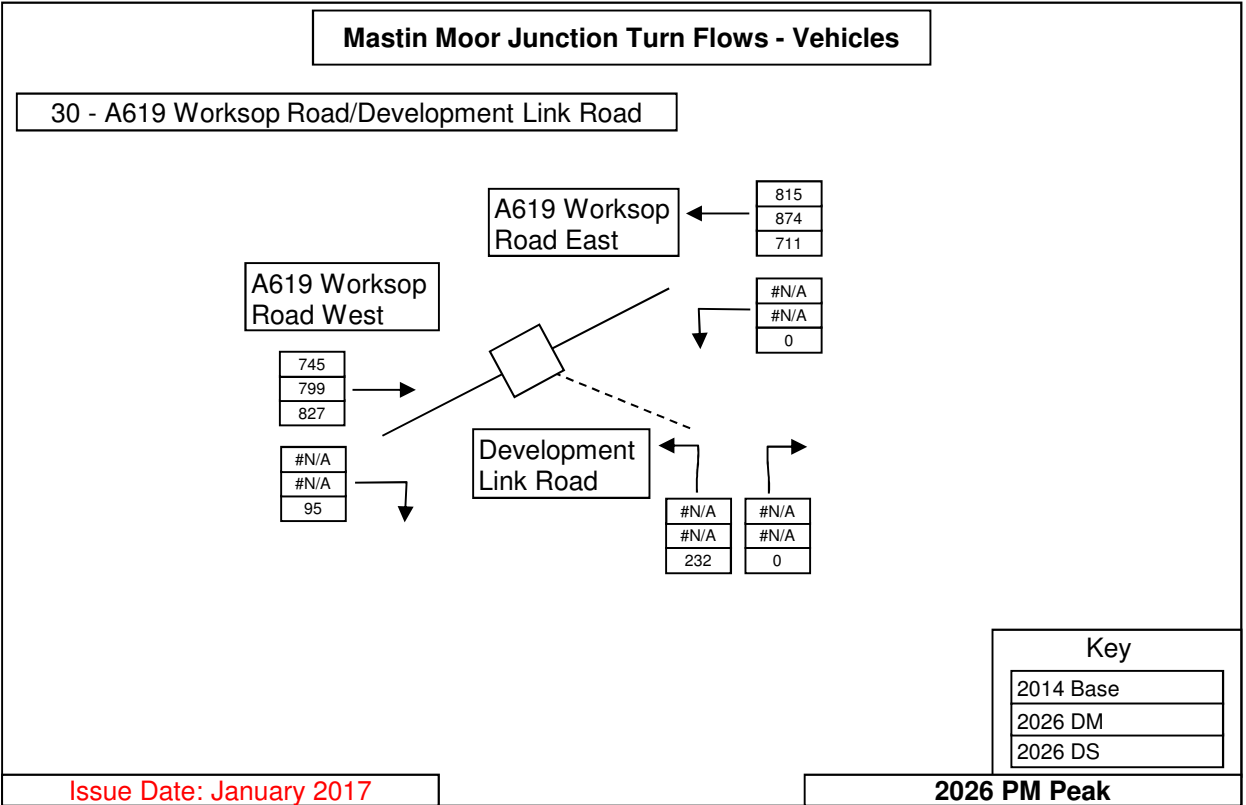 Mastin Moor Junction Turn Flows - Vehicles
30 - A619 Worksop Road/Development Link Road
A619 Worksop
Road East
815
874
711
#N/A
#N/A
0
A619 Worksop
Road West
745
799
827
#N/A
#N/A
95
Development
Link Road
#N/A
#N/A
232
#N/A
#N/A
0
Key
2014 Base
2026 DM
2026 DS
Issue Date: January 2017
2026 PM Peak